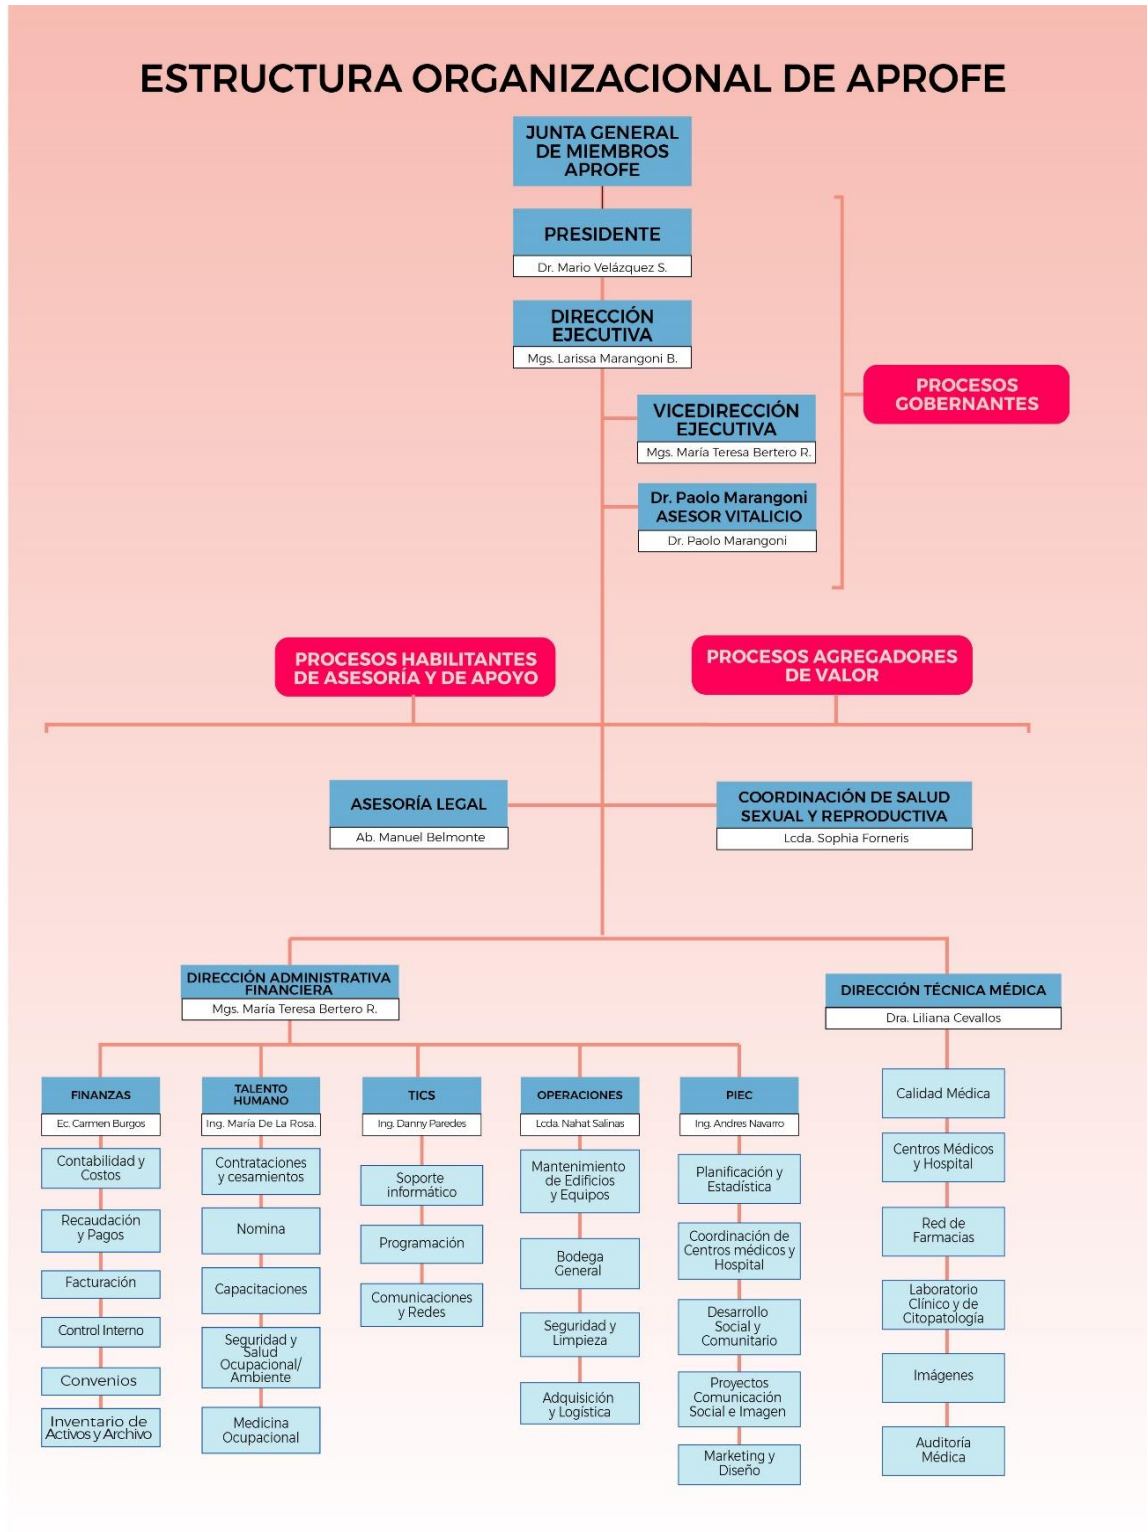 ESTRUCTURA ORGANIZACIONAL DE APROFE
JUNTA GENERAL
DE MIEMBROS
APROFE
PRESIDENTE
Dr. Mario Velázquez S.
DIRECCIÓN
EJECUTIVA
Mgs. Larissa Marangoni B.
PROCESOS
GOBERNANTES
VICEDIRECCIÓN
EJECUTIVA
Mgs. María Teresa Bertero R.
Dr. Paolo Marangoni
ASESOR VITALICIO
Dr. Paolo Marangoni
PROCESOS HABILITANTES
DE ASESORÍA Y DE APOYO
PROCESOS AGREGADORES
DE VALOR
ASESORÍA LEGAL
Ab. Manuel Belmonte
COORDINACIÓN DE SALUD
SEXUAL Y REPRODUCTIVA
Lcda. Sophia Forneris
DIRECCIÓN ADMINISTRATIVA
FINANCIERA
Mgs. María Teresa Bertero R.
DIRECCIÓN TÉCNICA MÉDICA
Dra. Liliana Cevallos
FINANZAS
Ec. Carmen Burgos
Contabilidad y
Costos
Recaudación
y Pagos
Facturación
Control Interno
Convenios
Inventario de
Activos y Archivo
TALENTO
HUMANO
Ing. María De La Rosa.
Contrataciones
y cesamientos
Nomina
Capacitaciones
Seguridad y
Salud
Ocupacional/
Ambiente
Medicina
Ocupacional
TICS
Ing. Danny Paredes
Soporte
informático
Programación
Comunicaciones
y Redes
OPERACIONES
Lcda. Nahat Salinas
Mantenimiento
de Edificios
y Equipos
Bodega
General
Seguridad y
Limpieza
Adquisición
y Logística
PIEC
Ing. Andres Navarro
Planificación y
Estadística
Coordinación de
Centros médicos y
Hospital
Desarrollo
Social y
Comunitario
Proyectos
Comunicación
Social e Imagen
Marketing y
Diseño
Calidad Médica
Centros Médicos
y Hospital
Red de
Farmacias
Laboratorio
Clínico y de
Citopatología
Imágenes
Auditoría
Médica